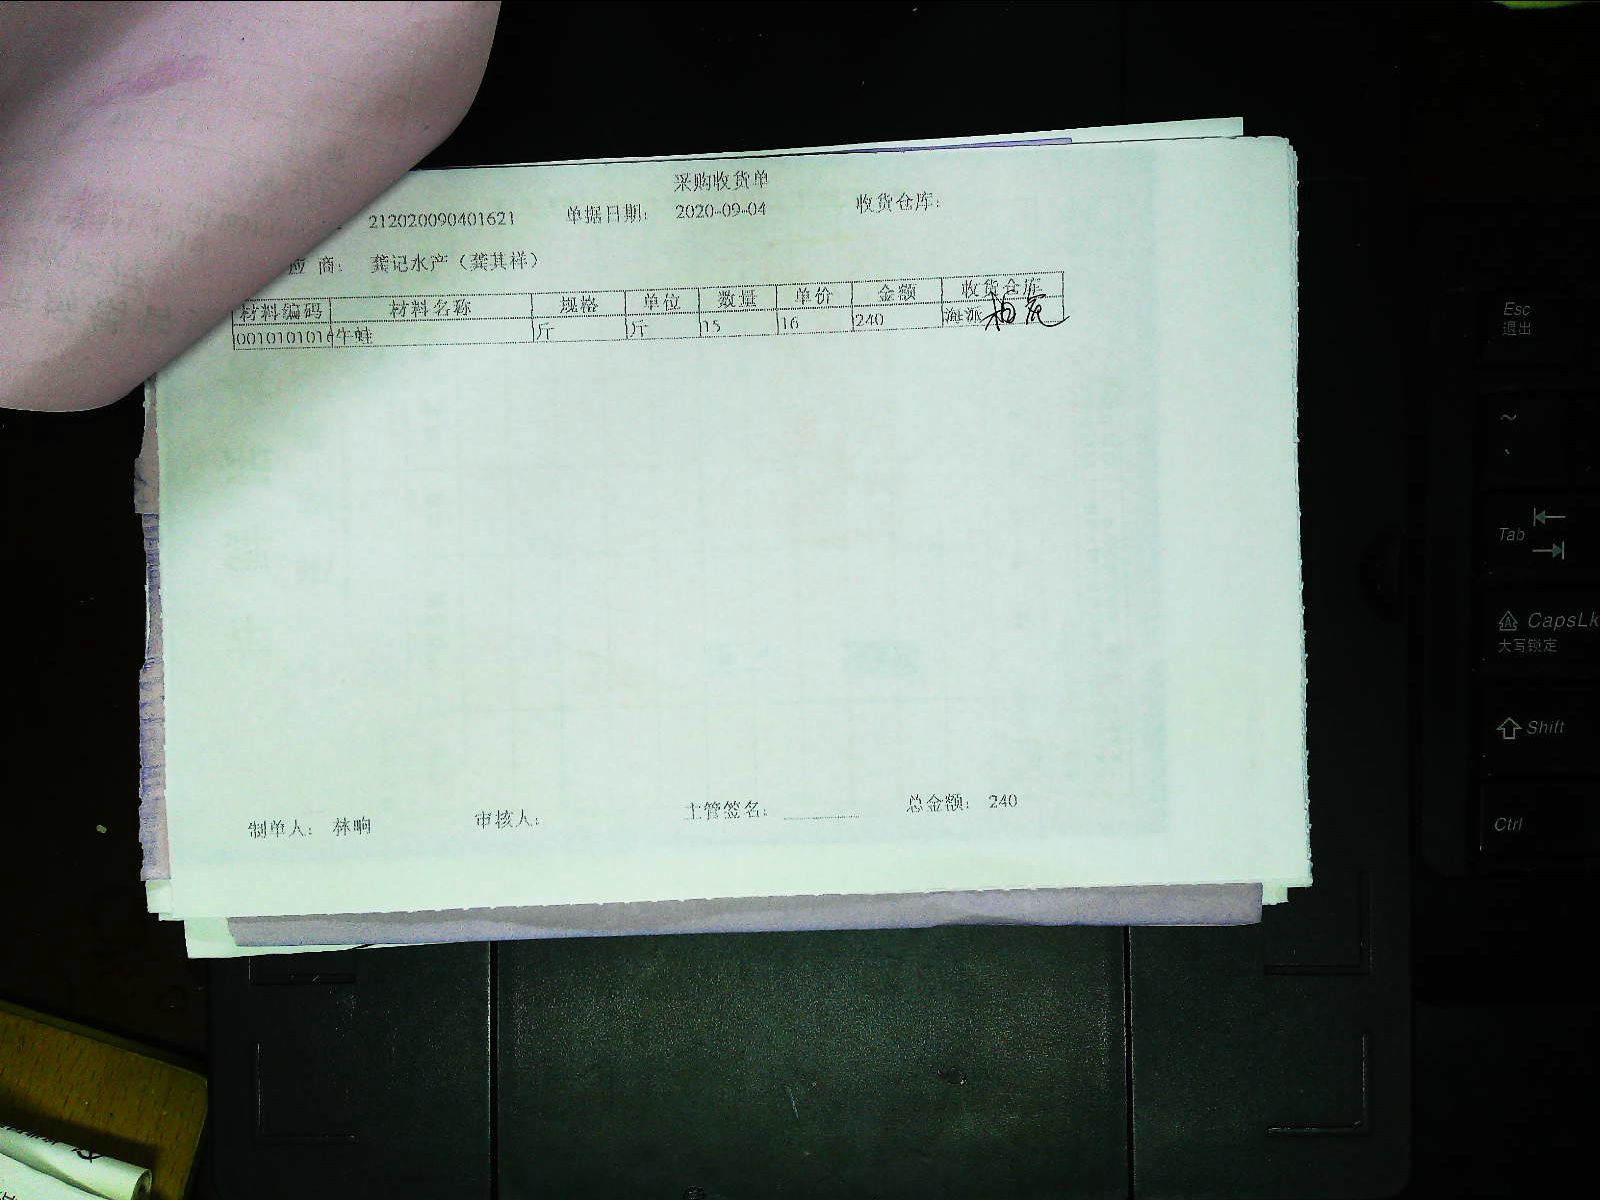 采购收货单
212020090401621 单据日期: 2020-09-04 收货仓库:
应 商: 龚记水产（龚其祥）
材料编码 材料名称 规格 单位 数量 单价 金额 收货仓库
0010101016 牛蛙 斤 斤 15 16 240 海派
制单人: 林响 审核人: 主管签名: 总金额: 240
Esc
退出
~
Tab
CapsLk
大写锁定
Shift
Ctrl